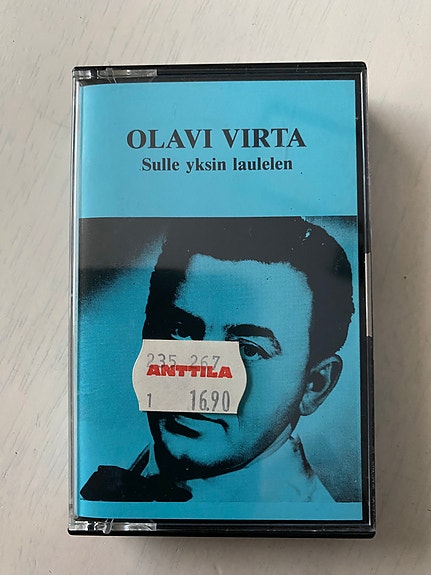 OLAVI VIRTA
Sulle yksin laulelen
235 267
ANTTILA
1 16.90